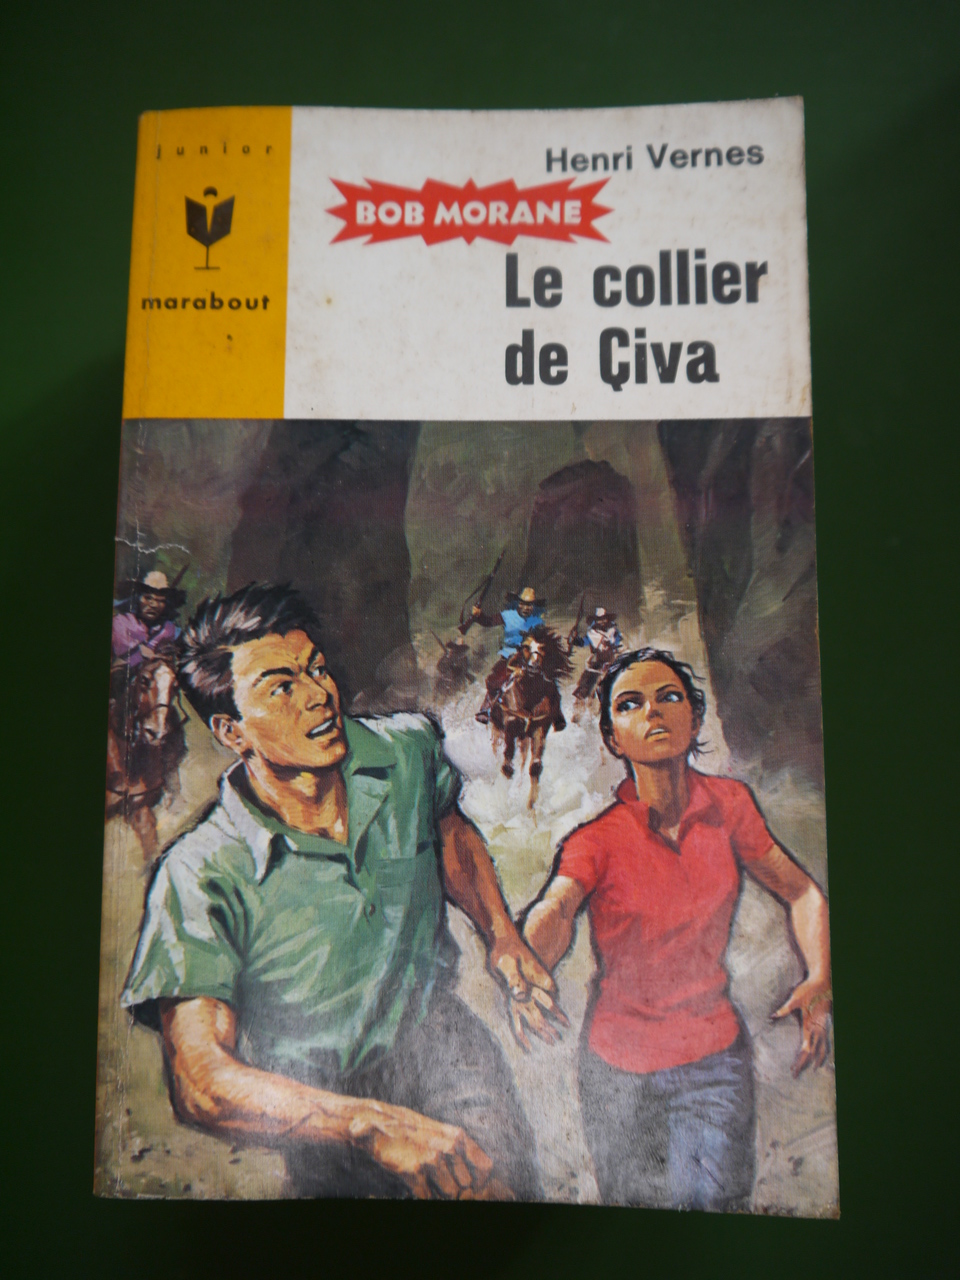 junior
marabout
Henri Vernes
BOB MORANE
Le collier
de Çiva